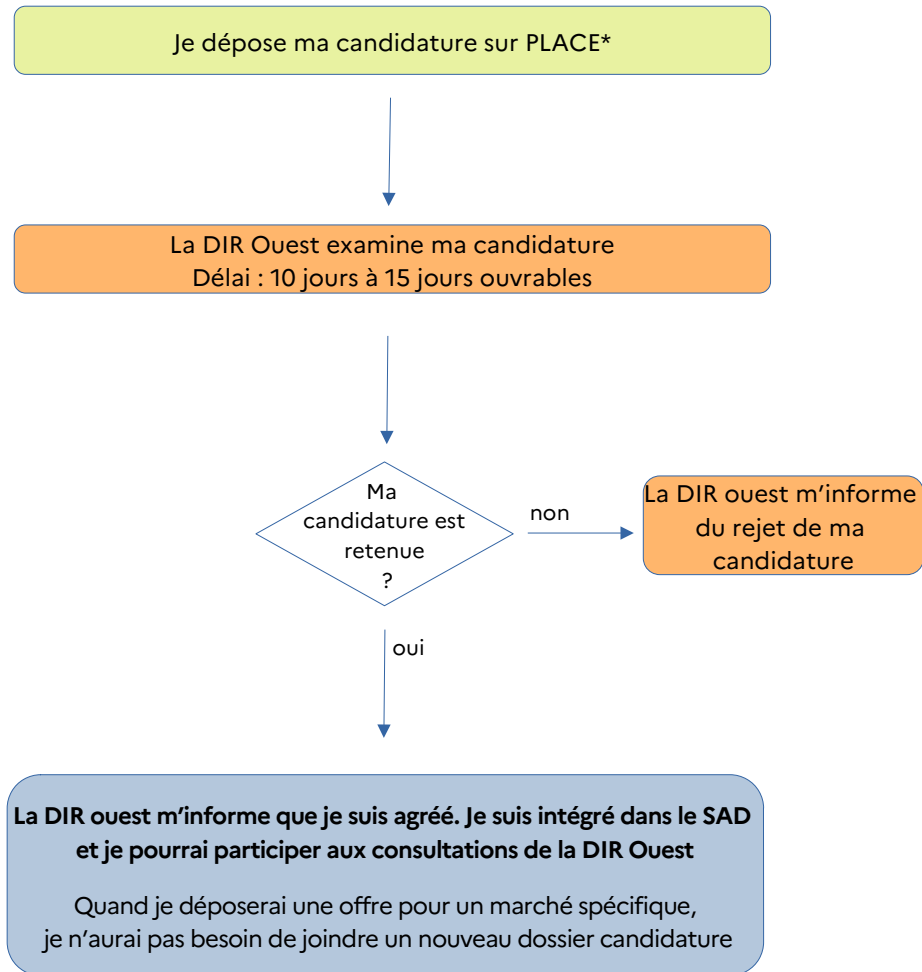 Je dépose ma candidature sur PLACE*
La DIR Ouest examine ma candidature
Délai : 10 jours à 15 jours ouvrables
Ma
candidature est
retenue
?
non
La DIR ouest m’informe
du rejet de ma
candidature
oui
La DIR ouest m’informe que je suis agréé. Je suis intégré dans le SAD
et je pourrai participer aux consultations de la DIR Ouest
Quand je déposerai une offre pour un marché spécifique,
je n’aurai pas besoin de joindre un nouveau dossier candidature